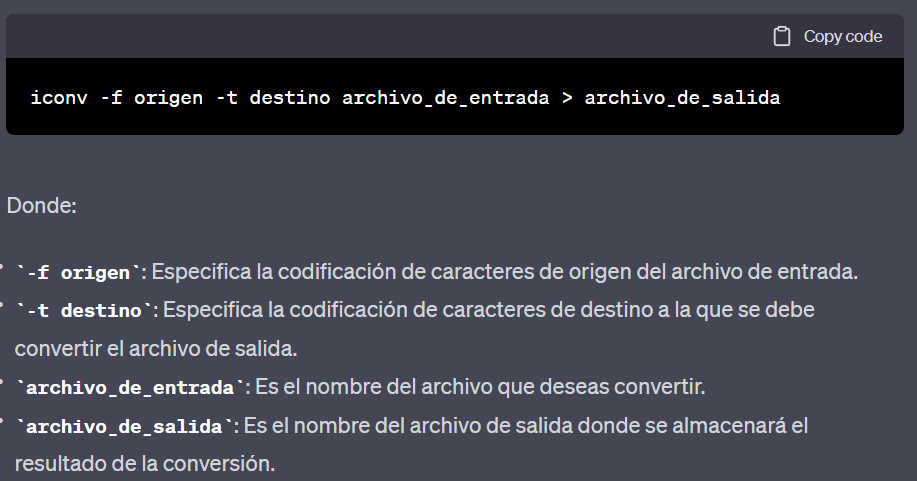 Copy code
iconv -f origen -t destino archivo_de_entrada > archivo_de_salida
Donde:
• `-f origen`: Especifica la codificación de caracteres de origen del archivo de entrada.
• `-t destino`: Especifica la codificación de caracteres de destino a la que se debe
convertir el archivo de salida.
• `archivo_de_entrada`: Es el nombre del archivo que deseas convertir.
• `archivo_de_salida`: Es el nombre del archivo de salida donde se almacenará el
resultado de la conversión.